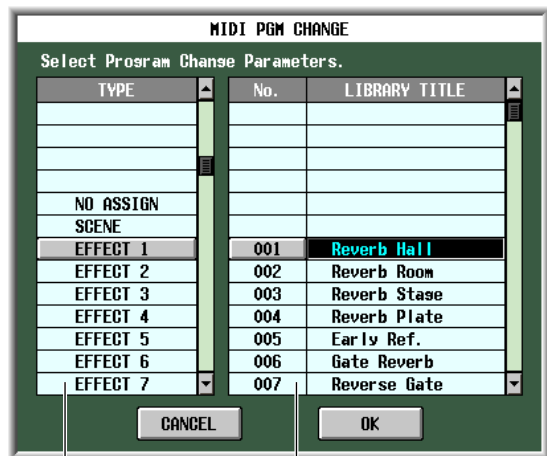 MIDI PGM CHANGE
Select Program Change Parameters.
TYPE No. LIBRARY TITLE
NO ASSIGN
SCENE
EFFECT 1 001 Reverb Hall
EFFECT 2 002 Reverb Room
EFFECT 3 003 Reverb Stage
EFFECT 4 004 Reverb Plate
EFFECT 5 005 Early Ref.
EFFECT 6 006 Gate Reverb
EFFECT 7 007 Reverse Gate
CANCEL OK